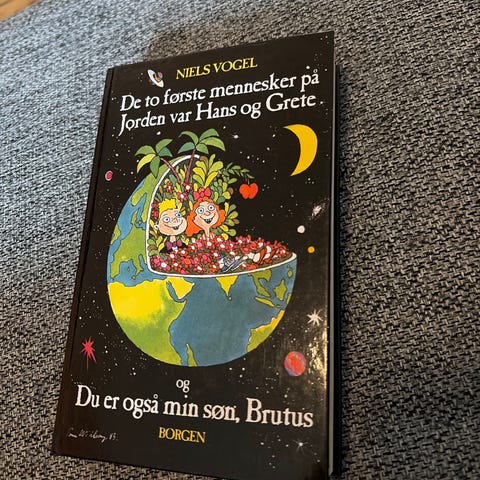 NIELS VOGEL
De to første mennesker på
Jorden var Hans og Grete
og
Du er også min søn, Brutus
BORGEN